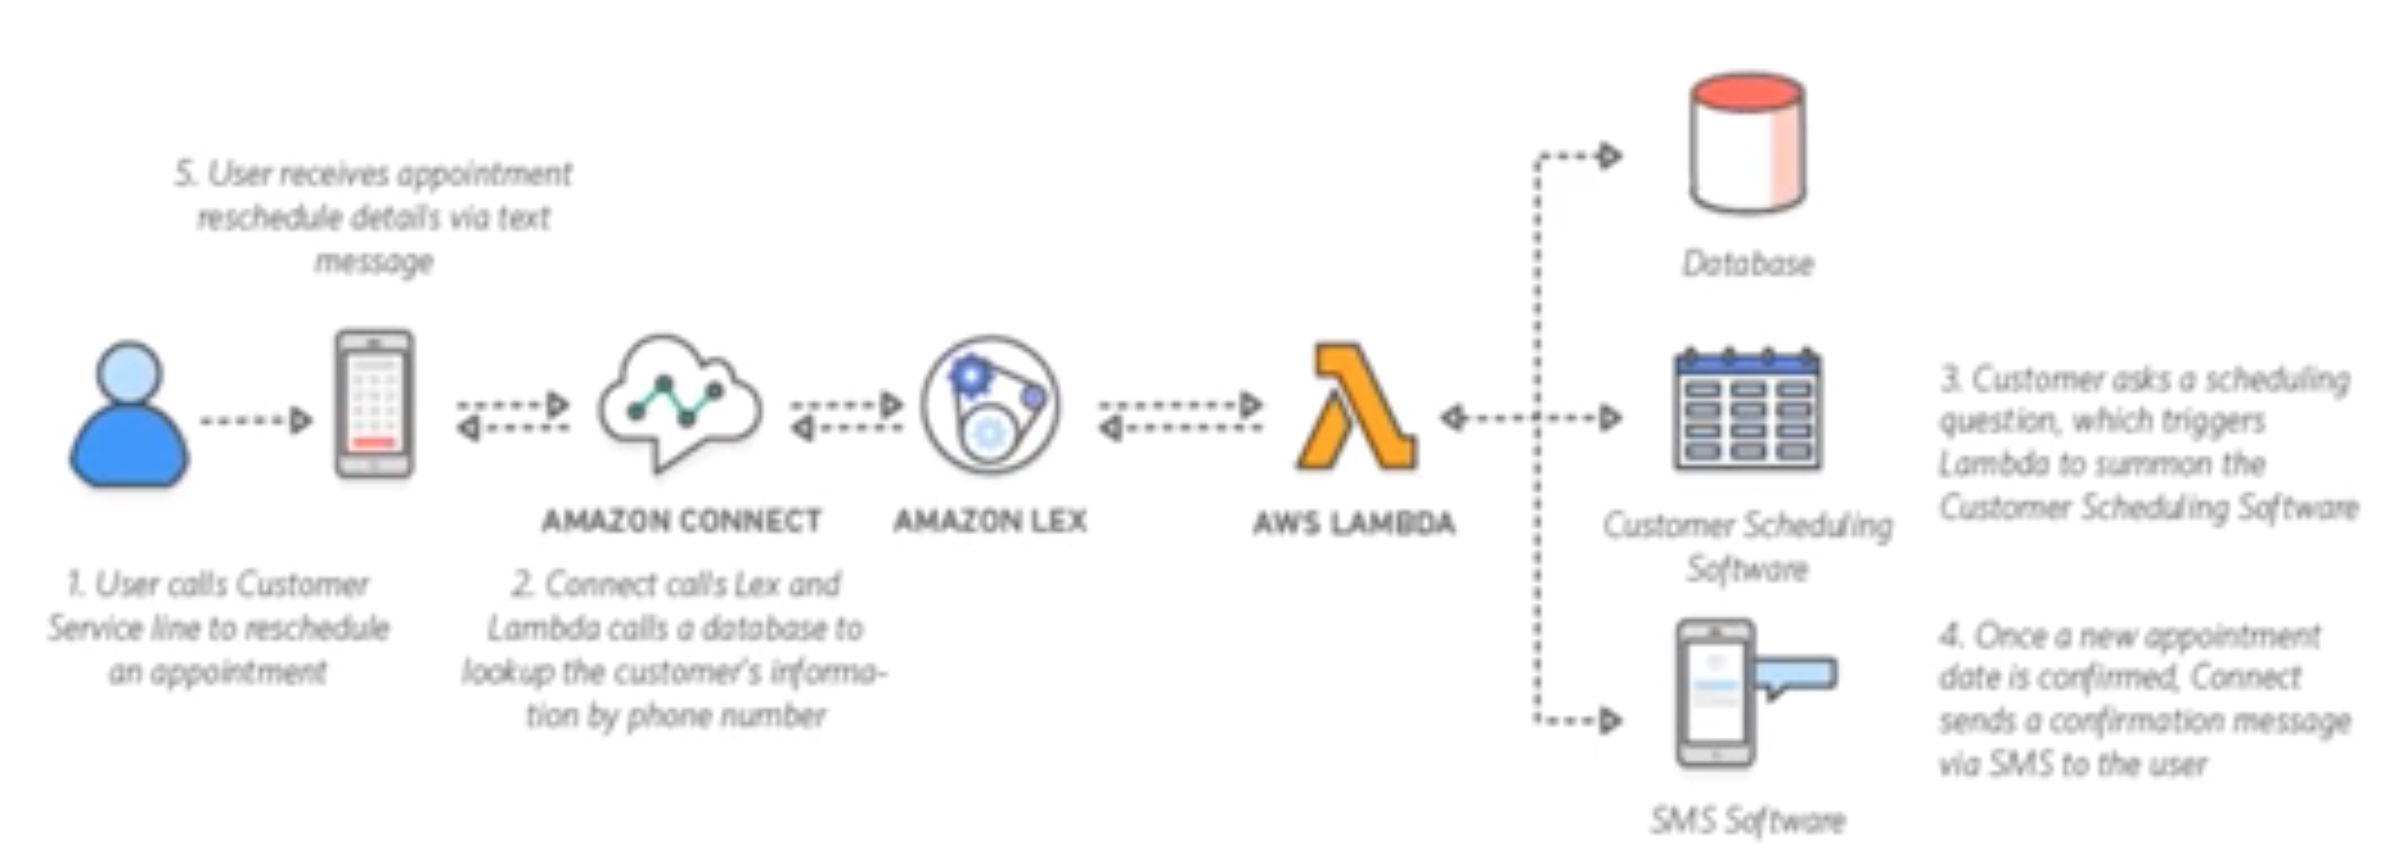 5. User receives appointment
reschedule details via text
message
Database
3. Customer asks a scheduling
question, which triggers
Lambda to summon the
Customer Scheduling Software
AMAZON CONNECT
AMAZON LEX
AWS LAMBDA
Customer Scheduling
Software
1. User calls Customer
Service line to reschedule
an appointment
2. Connect calls Lex and
Lambda calls a database to
lookup the customer's informa-
tion by phone number
4. Once a new appointment
date is confirmed, Connect
sends a confirmation message
via SMS to the user
SMS Software